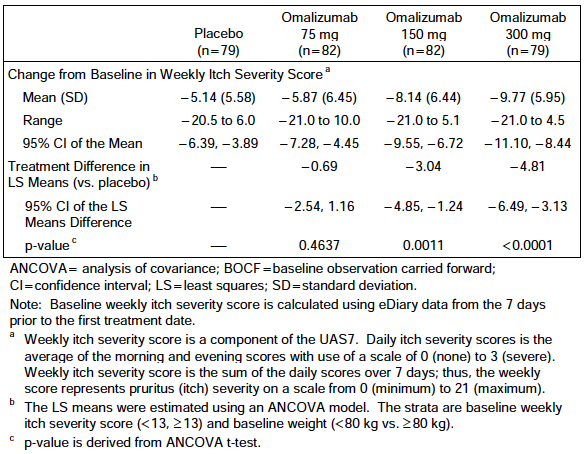 Placebo (n=79) Omalizumab 75 mg (n=82) Omalizumab 150 mg (n=82) Omalizumab 300 mg (n=79)
Change from Baseline in Weekly Itch Severity Score a
Mean (SD) −5.14 (5.58) −5.87 (6.45) −8.14 (6.44) −9.77 (5.95)
Range −20.5 to 6.0 −21.0 to 10.0 −21.0 to 5.1 −21.0 to 4.5
95% CI of the Mean −6.39, −3.89 −7.28, −4.45 −9.55, −6.72 −11.10, −8.44
Treatment Difference in
LS Means (vs. placebo) b — −0.69 −3.04 −4.81
95% CI of the LS
Means Difference — −2.54, 1.16 −4.85, −1.24 −6.49, −3.13
p-value c — 0.4637 0.0011 <0.0001
ANCOVA= analysis of covariance; BOCF=baseline observation carried forward;
CI=confidence interval; LS=least squares; SD=standard deviation.
Note: Baseline weekly itch severity score is calculated using eDiary data from the 7 days
prior to the first treatment date.
a Weekly itch severity score is a component of the UAS7. Daily itch severity scores is the
average of the morning and evening scores with use of a scale of 0 (none) to 3 (severe).
Weekly itch severity score is the sum of the daily scores over 7 days; thus, the weekly
score represents pruritus (itch) severity on a scale from 0 (minimum) to 21 (maximum).
b The LS means were estimated using an ANCOVA model. The strata are baseline weekly
itch severity score (<13, ≥13) and baseline weight (<80 kg vs. ≥80 kg).
c p-value is derived from ANCOVA t-test.